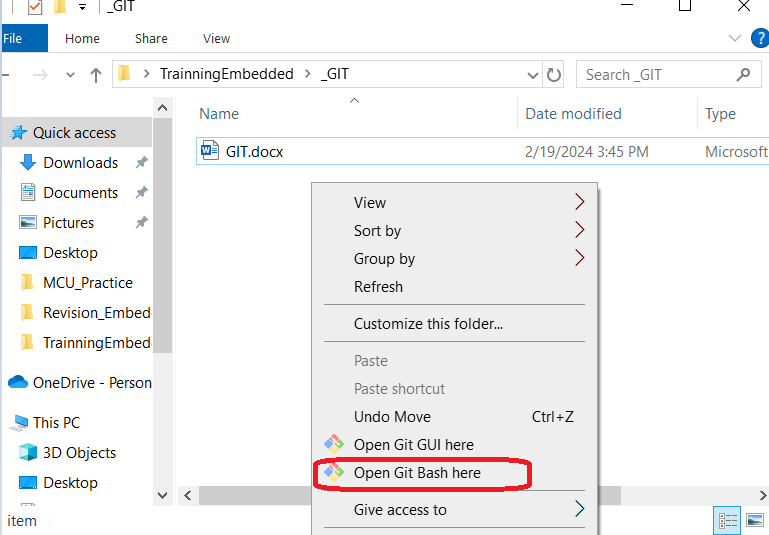 _GIT
File Home Share View
TrainningEmbedded _GIT Search _GIT
Name Date modified Type
Quick access
GIT.docx 2/19/2024 3:45 PM Microsoft
Downloads
Documents
Pictures
Desktop
MCU_Practice
Revision_Embed
TrainningEmbed
OneDrive - Person
This PC
3D Objects
Desktop
View
Sort by
Group by
Refresh
Customize this folder...
Paste
Paste shortcut
Undo Move Ctrl+Z
Open Git GUI here
Open Git Bash here
Give access to
item